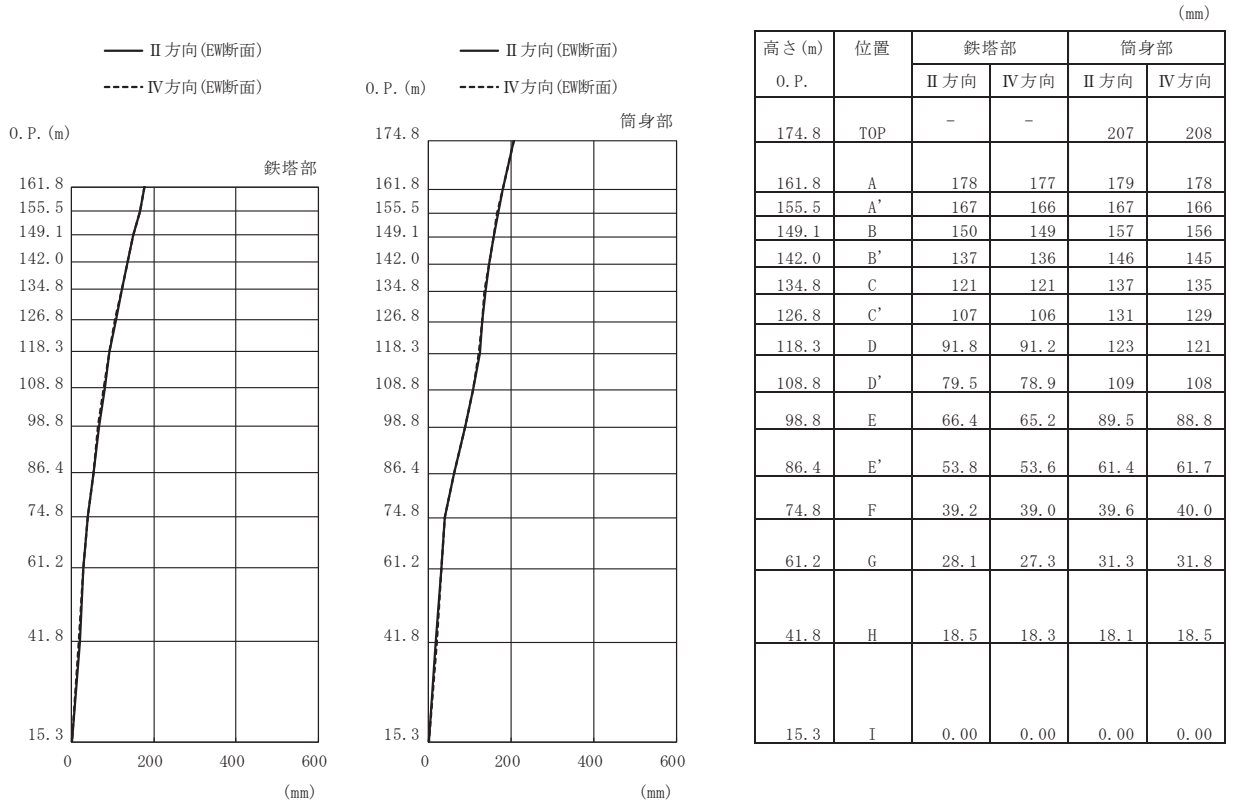 II方向(EW断面)
IV方向(EW断面)
O.P.(m)
鉄塔部
161.8
155.5
149.1
142.0
134.8
126.8
118.3
108.8
98.8
86.4
74.8
61.2
41.8
15.3
0 200 400 600
(mm)
II方向(EW断面)
O.P.(m) IV方向(EW断面)
筒身部
174.8
161.8
155.5
149.1
142.0
134.8
126.8
118.3
108.8
98.8
86.4
74.8
61.2
41.8
15.3
0 200 400 600
(mm)
(mm)
高さ(m) 位置 鉄塔部 筒身部
O.P. II方向 IV方向 II方向 IV方向
174.8 TOP － － 207 208
161.8 A 178 177 179 178
155.5 A' 167 166 167 166
149.1 B 150 149 157 156
142.0 B' 137 136 146 145
134.8 C 121 121 137 135
126.8 C' 107 106 131 129
118.3 D 91.8 91.2 123 121
108.8 D' 79.5 78.9 109 108
98.8 E 66.4 65.2 89.5 88.8
86.4 E' 53.8 53.6 61.4 61.7
74.8 F 39.2 39.0 39.6 40.0
61.2 G 28.1 27.3 31.3 31.8
41.8 H 18.5 18.3 18.1 18.5
15.3 I 0.00 0.00 0.00 0.00